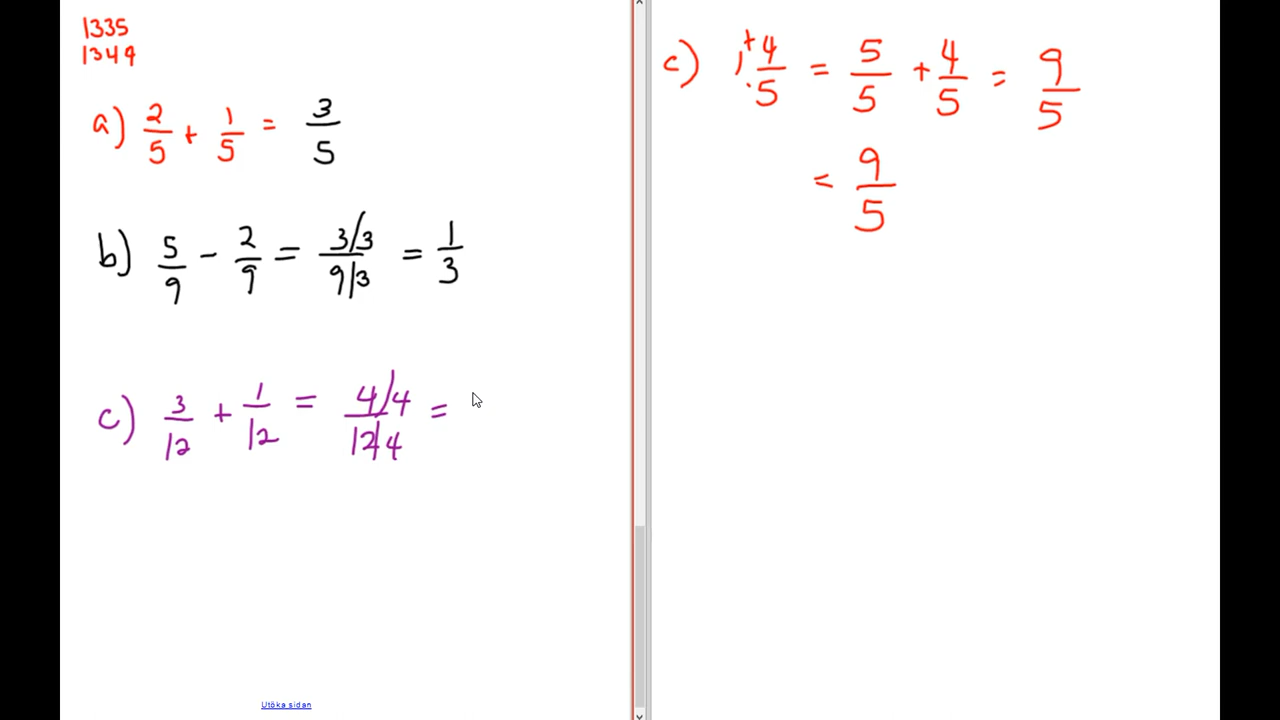 1335
1349
a) 2/5 + 1/5 = 3/5
b) 5/9 - 2/9 = 3/3 / 9/3 = 1/3
c) 3/12 + 1/12 = 4/4 / 12/4 =
Utöka sidan
c) 1 + 4/5 = 5/5 + 4/5 = 9/5
= 9/5